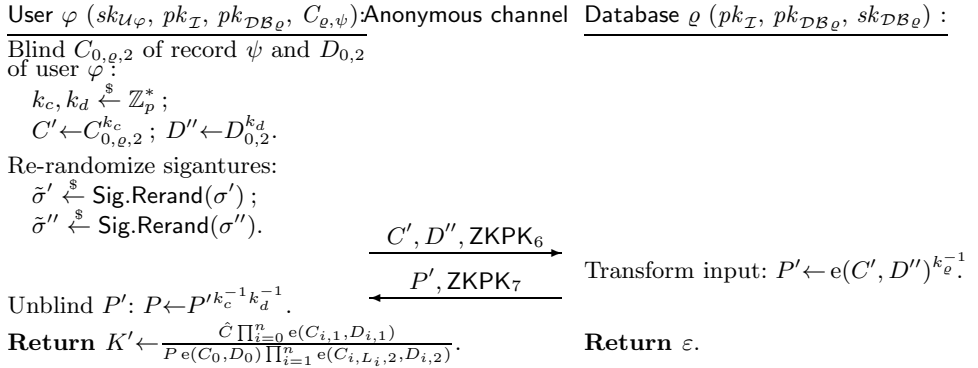 User φ (sk_{𝒰φ}, pk_ℐ, pk_{𝒟ℬ_ϱ}, C_{ϱ,ψ}): Anonymous channel Database ϱ (pk_ℐ, pk_{𝒟ℬ_ϱ}, sk_{𝒟ℬ_ϱ}) :
Blind C_{0,ϱ,2} of record ψ and D_{0,2}
of user φ :
k_c, k_d ←$ ℤ_p^* ;
C′←C_{0,ϱ,2}^{k_c} ; D″←D_{0,2}^{k_d}.
Re-randomize sigantures:
σ̃′ ←$ Sig.Rerand(σ′) ;
σ̃″ ←$ Sig.Rerand(σ″).
C′, D″, ZKPK_6
Transform input: P′← e(C′, D″)^{k_ϱ^{-1}}.
P′, ZKPK_7
Unblind P′: P←P′^{k_c^{-1} k_d^{-1}}.
Return K′← \frac{Ĉ ∏_{i=0}^{n} e(C_{i,1},D_{i,1})}{P e(C_0,D_0) ∏_{i=1}^{n} e(C_{i,L_i,2},D_{i,2})}. Return ε.